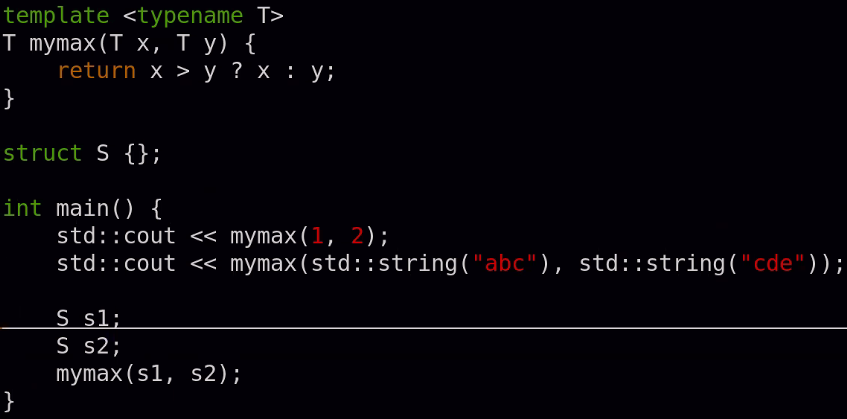 template <typename T>
T mymax(T x, T y) {
    return x > y ? x : y;
}

struct S {};

int main() {
    std::cout << mymax(1, 2);
    std::cout << mymax(std::string("abc"), std::string("cde"));

    S s1;
    S s2;
    mymax(s1, s2);
}